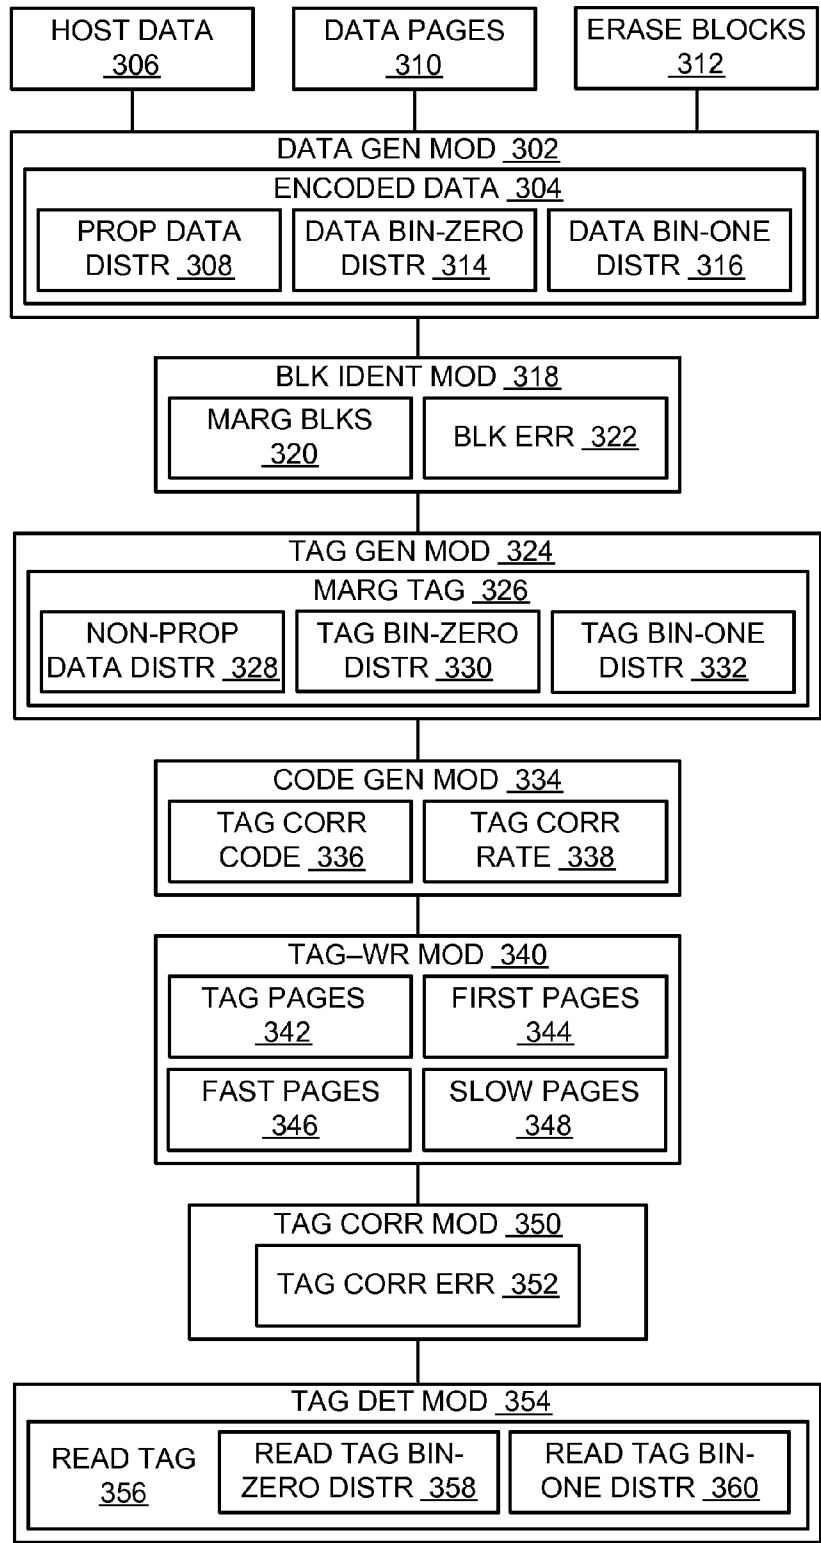 HOST DATA
306
DATA PAGES
310
ERASE BLOCKS
312
DATA GEN MOD 302
ENCODED DATA 304
PROP DATA
DISTR 308
DATA BIN-ZERO
DISTR 314
DATA BIN-ONE
DISTR 316
BLK IDENT MOD 318
MARG BLKS
320
BLK ERR 322
TAG GEN MOD 324
MARG TAG 326
NON-PROP
DATA DISTR 328
TAG BIN-ZERO
DISTR 330
TAG BIN-ONE
DISTR 332
CODE GEN MOD 334
TAG CORR
CODE 336
TAG CORR
RATE 338
TAG–WR MOD 340
TAG PAGES
342
FIRST PAGES
344
FAST PAGES
346
SLOW PAGES
348
TAG CORR MOD 350
TAG CORR ERR 352
TAG DET MOD 354
READ TAG
356
READ TAG BIN-
ZERO DISTR 358
READ TAG BIN-
ONE DISTR 360